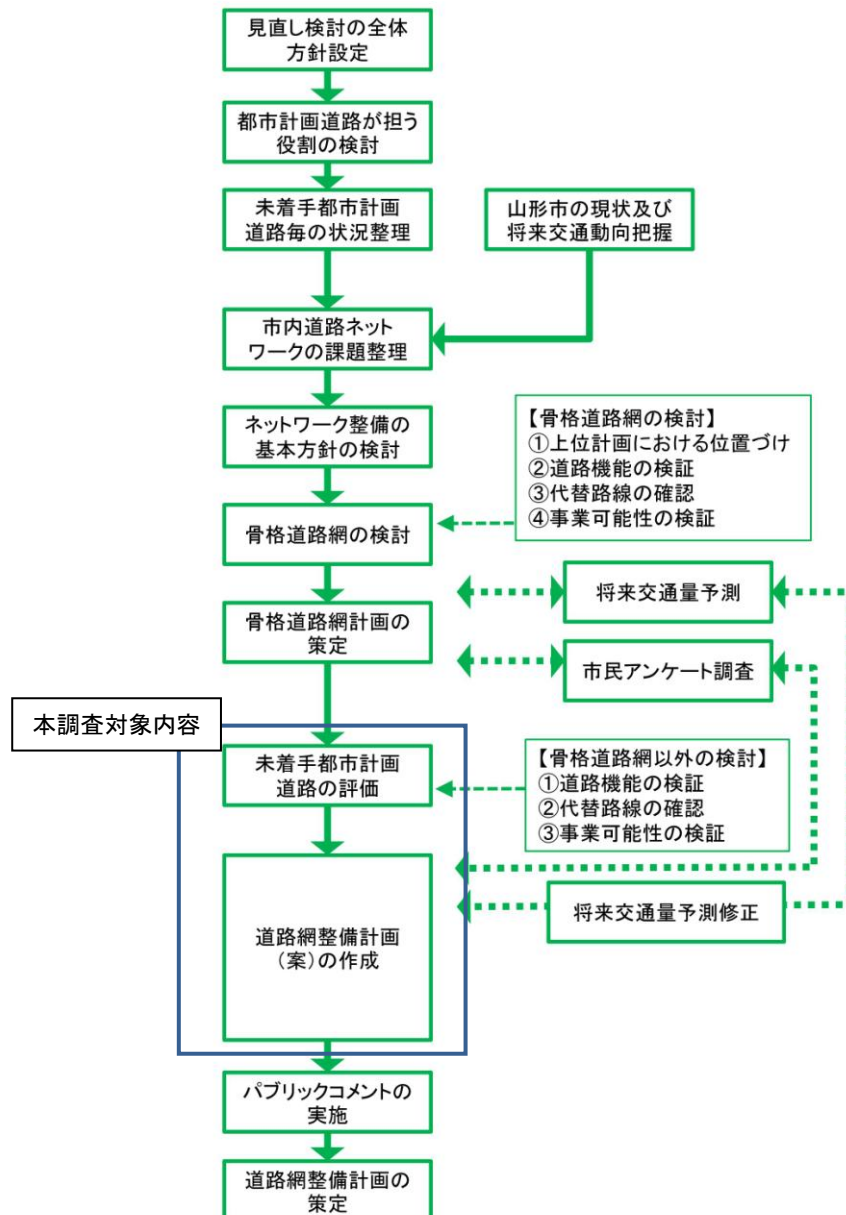 見直し検討の全体
方針設定
都市計画道路が担う
役割の検討
未着手都市計画
道路毎の状況整理
山形市の現状及び
将来交通動向把握
市内道路ネット
ワークの課題整理
ネットワーク整備の
基本方針の検討
【骨格道路網の検討】
①上位計画における位置づけ
②道路機能の検証
③代替路線の確認
④事業可能性の検証
骨格道路網の検討
将来交通量予測
骨格道路網計画の
策定
市民アンケート調査
本調査対象内容
未着手都市計画
道路の評価
【骨格道路網以外の検討】
①道路機能の検証
②代替路線の確認
③事業可能性の検証
道路網整備計画
（案）の作成
将来交通量予測修正
パブリックコメントの
実施
道路網整備計画の
策定